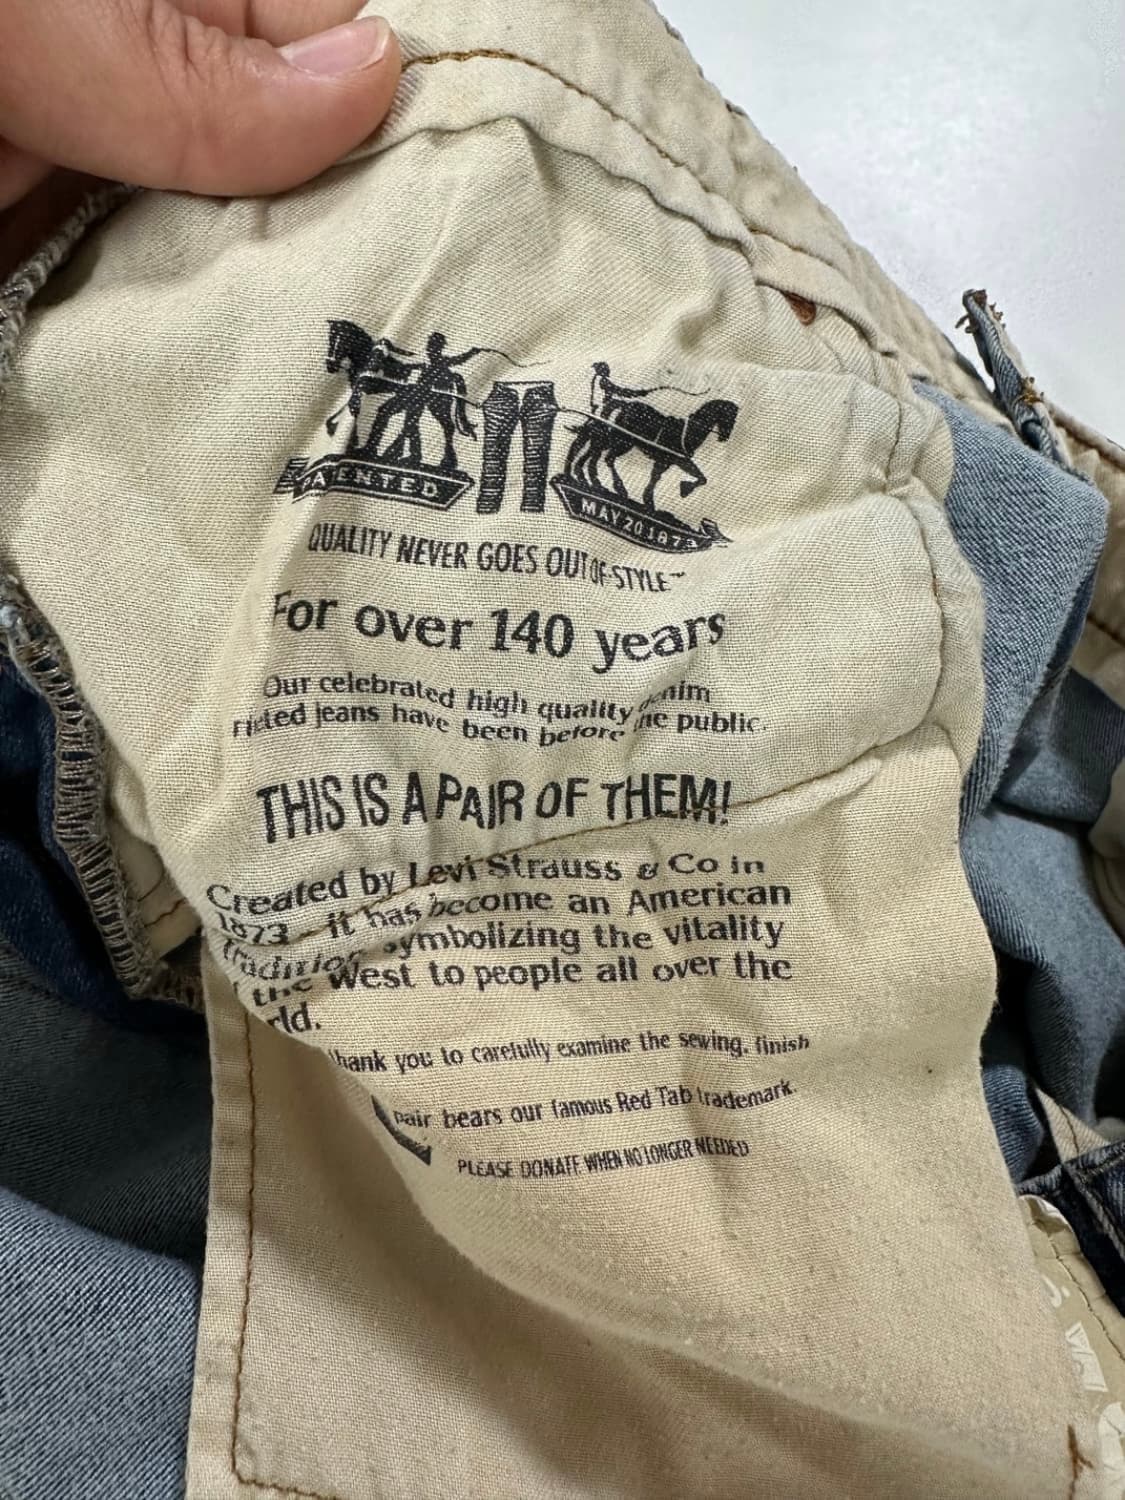 PATENTED
MAY 20 1873
QUALITY NEVER GOES OUT OF STYLE™
For over 140 years
Our celebrated high quality
jeans have been before public.
THIS IS A PAIR OF THEM!
Created by Levi Strauss & Co in
1873 it has become an American
tradition symbolizing the vitality
the West to people all over the
thank you to carefully examine the sewing, finish
pair bears our famous Red Tab trademark.
PLEASE DONATE WHEN NO LONGER NEEDED